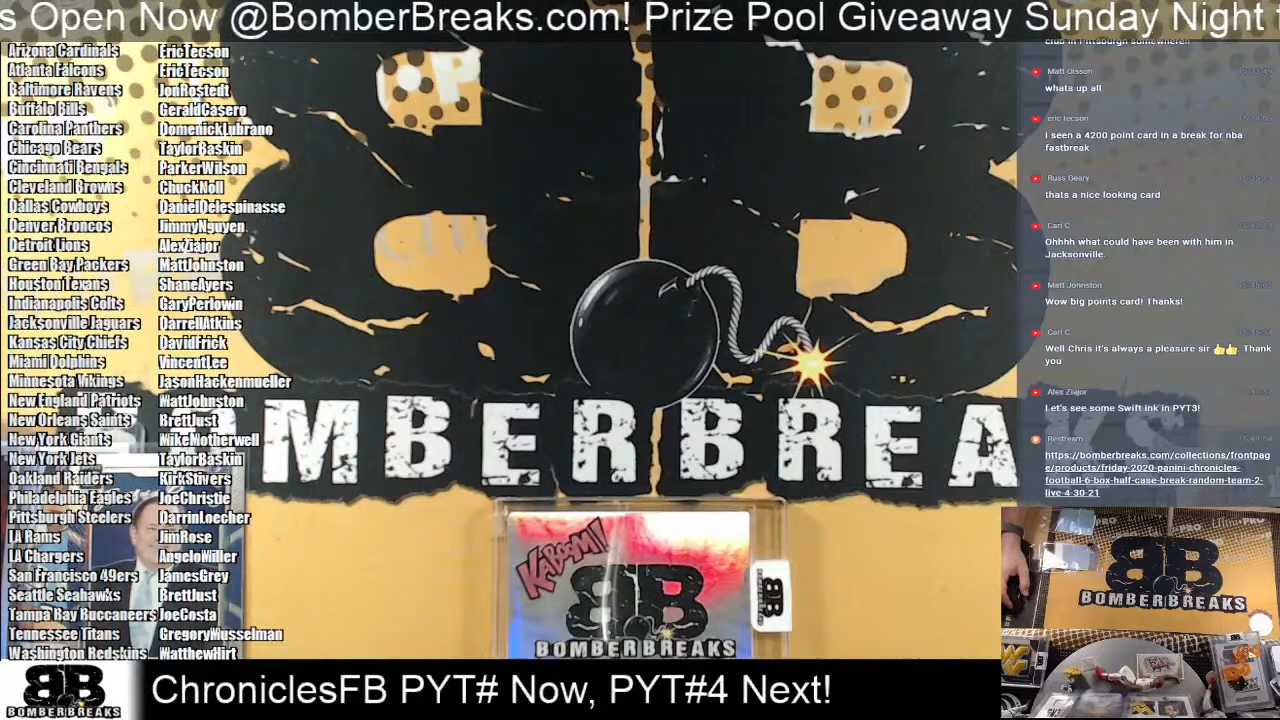 s Open Now @BomberBreaks.com! Prize Pool Giveaway Sunday Night
Arizona Cardinals EricTecson
Atlanta Falcons EricTecson
Baltimore Ravens JonRostedt
Buffalo Bills GeraldCasero
Carolina Panthers DomenickLubrano
Chicago Bears TaylorBaskin
Cincinnati Bengals ParkerWilson
Cleveland Browns ChuckNoll
Dallas Cowboys DanielDelespinasse
Denver Broncos JimmyNguyen
Detroit Lions AlexZiajor
Green Bay Packers MattJohnston
Houston Texans ShaneAyers
Indianapolis Colts GaryPerlowin
Jacksonville Jaguars DarrellAtkins
Kansas City Chiefs DavidFrick
Miami Dolphins VincentLee
Minnesota Vikings JasonHackenmueller
New England Patriots WattJohnston
New Orleans Saints BrettJust
New York Giants WikeMotherwell
New York Jets TaylorBaskin
Oakland Raiders KirkStivers
Philadelphia Eagles JoeChristie
Pittsburgh Steelers DarrinLoecher
LA Rams JimRose
LA Chargers AngeloMiller
San Francisco 49ers JamesGrey
Seattle Seahawks BrettJust
Tampa Bay Buccaneers JoeCosta
Tennessee Titans GregoryMusselman
Washington Redskins MatthewHirt
OMBERBREA
KABOOM!!
BB
BOMBERBREAKS
BB
club in Pittsburgh somewhere!!
Matt Olsson
whats up all
eric tecson
i seen a 4200 point card in a break for nba
fastbreak
Russ Geary
thats a nice looking card
Carl C
Ohhhh what could have been with him in
Jacksonville.
Matt Johnston
Wow big points card! Thanks!
Carl C
Well Chris it's always a pleasure sir 👍👍 Thank
you
Alex Ziajor
Let's see some Swift ink in PYT3!
Restream
https://bomberbreaks.com/collections/frontpag
e/products/friday-2020-panini-chronicles-
football-6-box-half-case-break-random-team-2-
live-4-30-21
BB
BOMBERBREAKS
BB
BOMBERBREAKS
ChroniclesFB PYT# Now, PYT#4 Next!